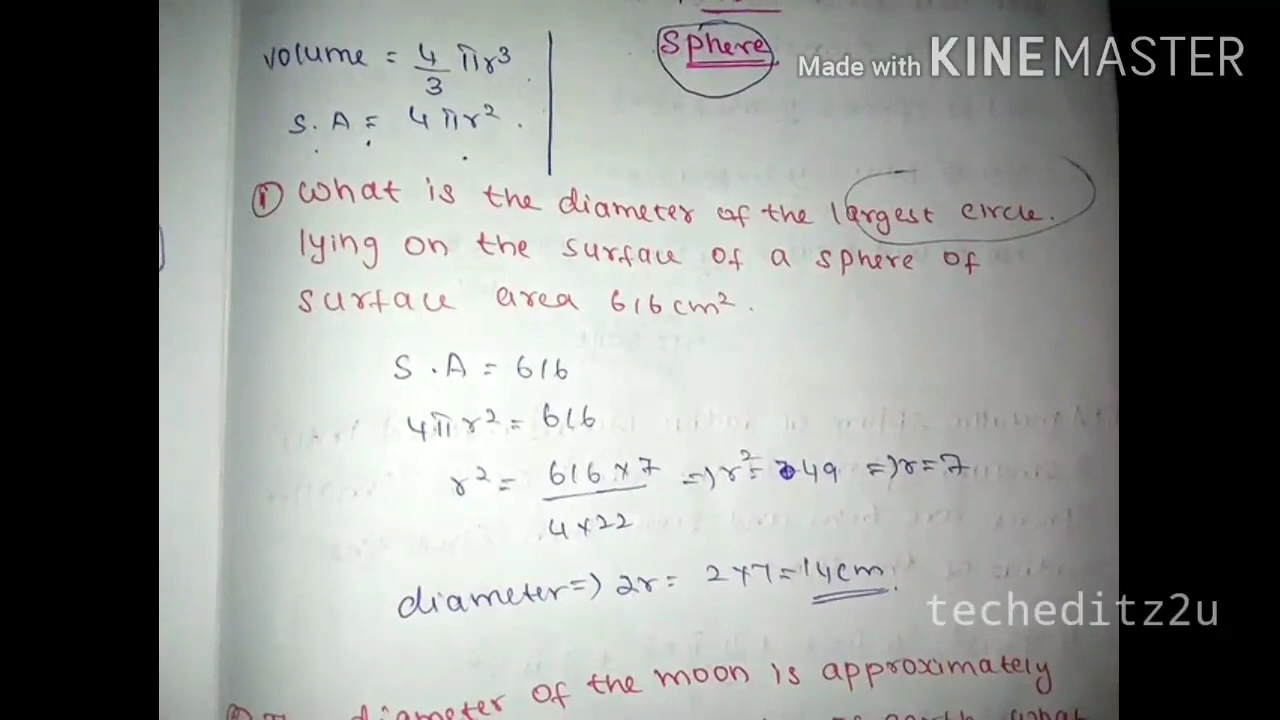 Sphere
Made with KINEMASTER
volume = 4/3 πr³
S.A = 4πr²
① What is the diameter of the largest circle.
lying on the surface of a sphere of
surface area 616 cm².
S.A = 616
4πr² = 616
r² = 616×7 / 4×22 => r² = 49 => r = 7
diameter => 2r = 2×7 = 14cm.
techeditz2u
diameter of the moon is approximately